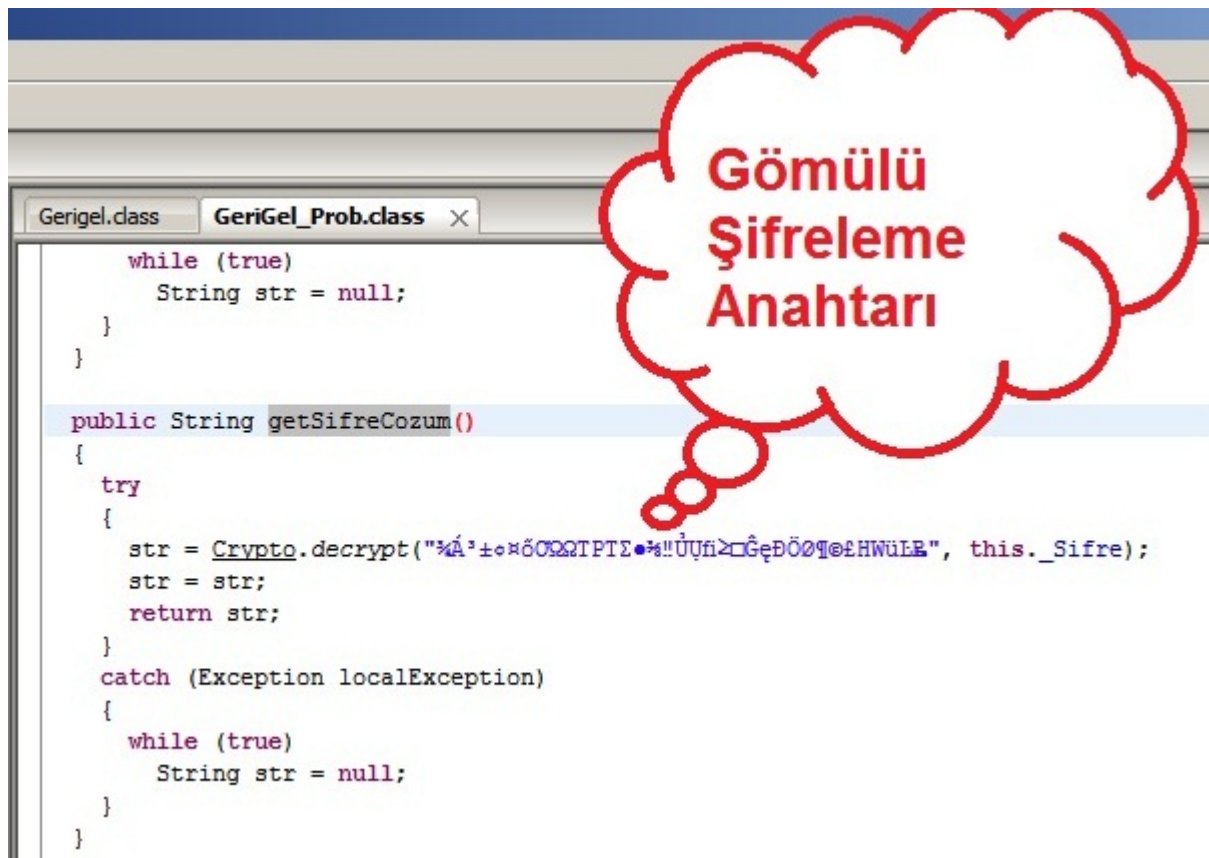 Gömülü
Şifreleme
Anahtarı
Gerigel.class GeriGel_Prob.class
while (true)
String str = null;
}
}
public String getSifreCozum()
{
try
{
str = Crypto.decrypt(" ", this._Sifre);
str = str;
return str;
}
catch (Exception localException)
{
while (true)
String str = null;
}
}